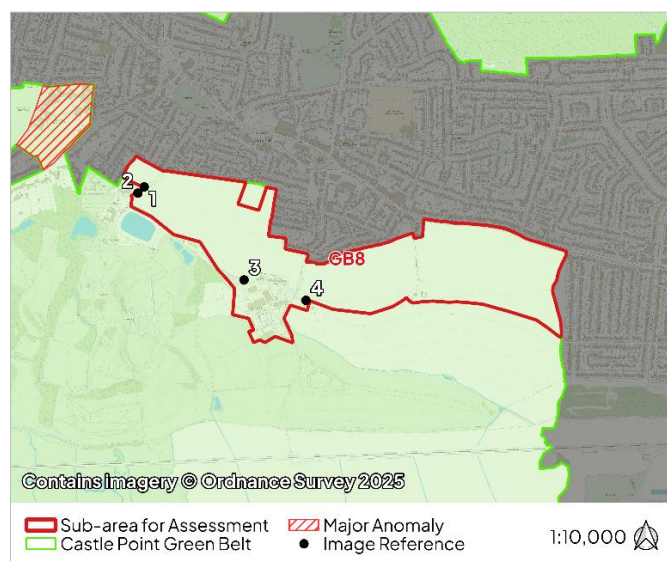 2
1
GB8
3
4
Contains Imagery © Ordnance Survey 2025
Sub-area for Assessment
Major Anomaly
Castle Point Green Belt
Image Reference
1:10,000